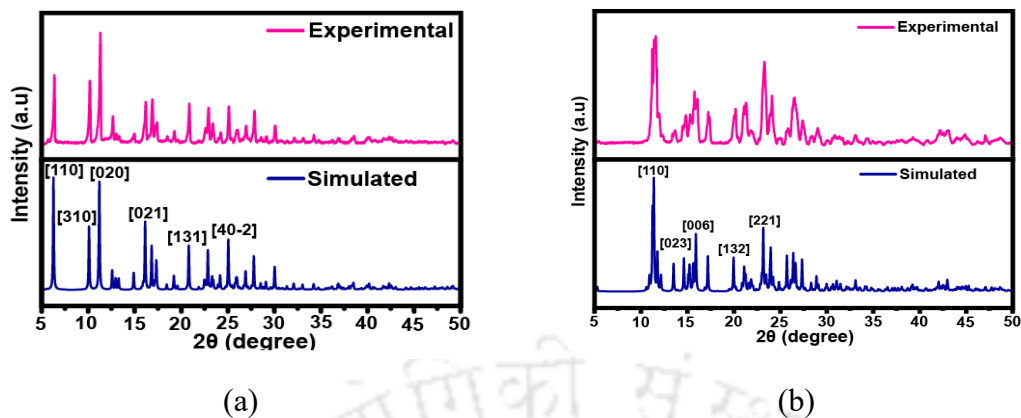 Experimental
Simulated
[110]
[020]
[310]
[021]
[131]
[40-2]
Intensity (a.u)
5 10 15 20 25 30 35 40 45 50
2θ (degree)
(a)
Experimental
Simulated
[110]
[023]
[006]
[132]
[221]
Intensity (a.u)
5 10 15 20 25 30 35 40 45 50
2θ (degree)
(b)